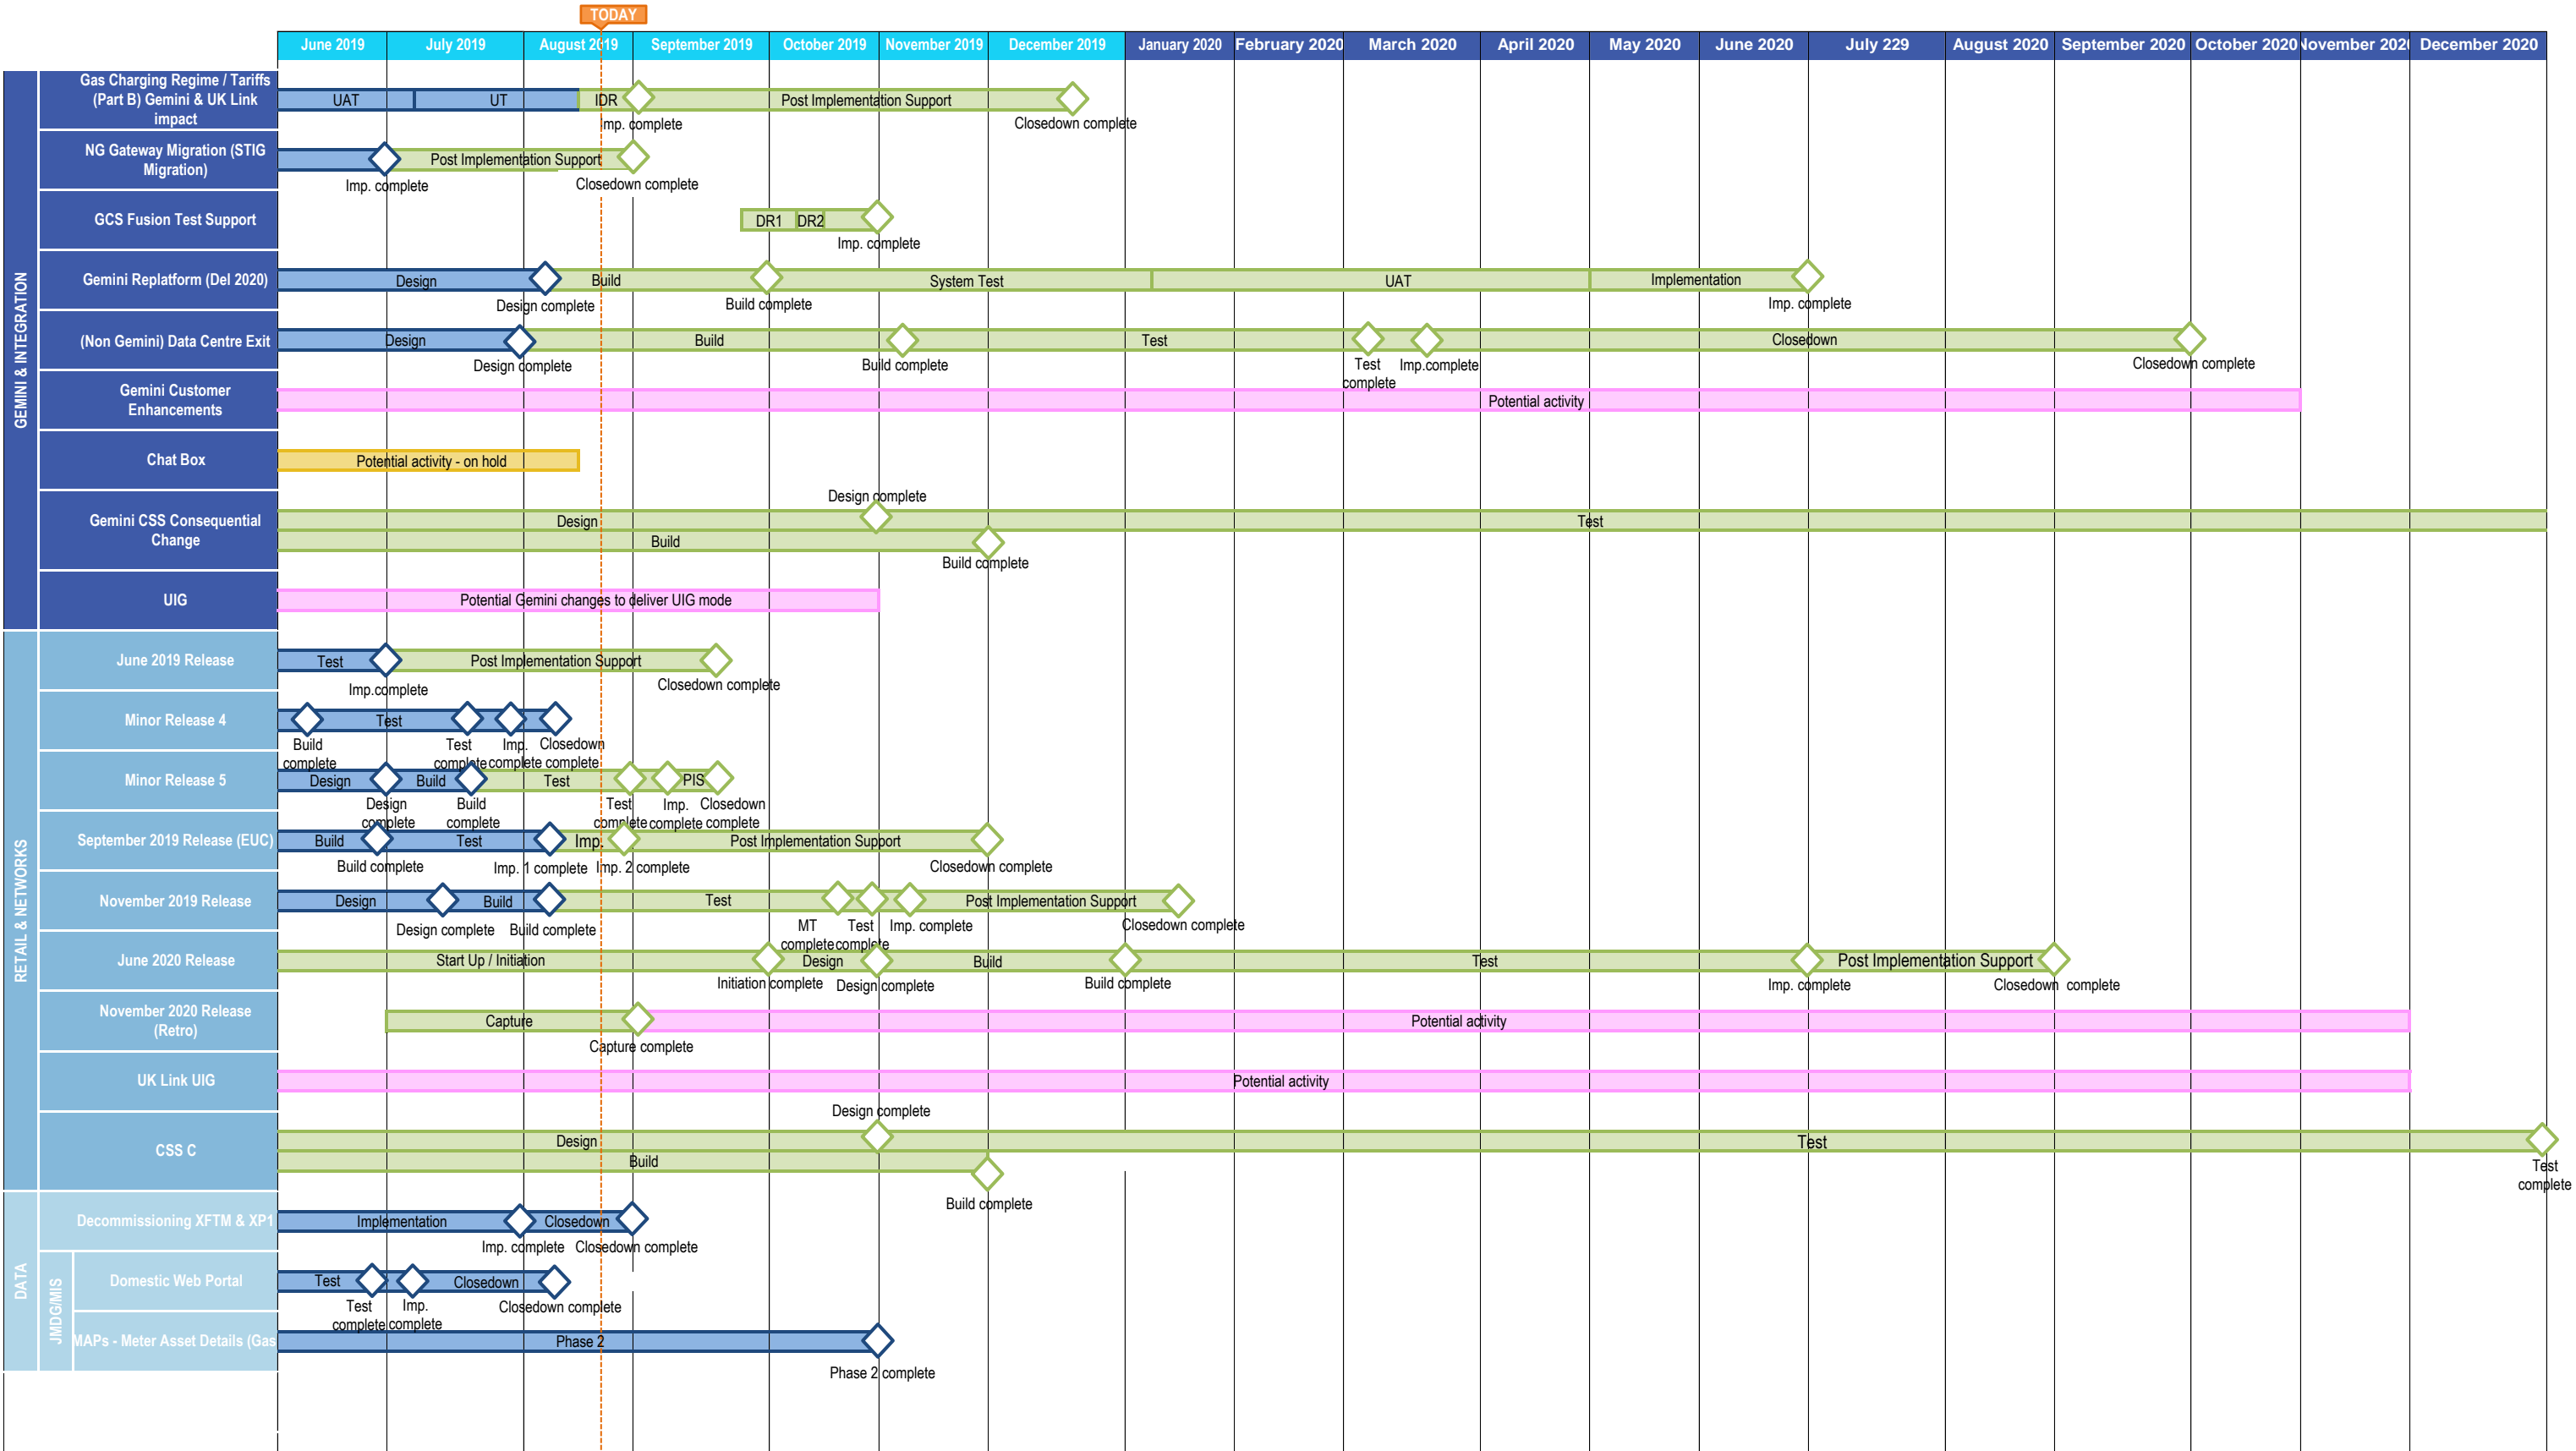 TODAY
June 2019
July 2019
August 2019
September 2019
October 2019
November 2019
December 2019
January 2020
February 2020
March 2020
April 2020
May 2020
June 2020
July 229
August 2020
September 2020
October 2020
November 2020
December 2020
GEMINI & INTEGRATION
Gas Charging Regime / Tariffs
(Part B) Gemini & UK Link
impact
UAT
UT
IDR
Post Implementation Support
Imp. complete
Closedown complete
NG Gateway Migration (STIG
Migration)
Post Implementation Support
Imp. complete
Closedown complete
GCS Fusion Test Support
DR1
DR2
Imp. complete
Gemini Replatform (Del 2020)
Design
Build
System Test
UAT
Implementation
Design complete
Build complete
Imp. complete
(Non Gemini) Data Centre Exit
Design
Build
Test
Closedown
Design complete
Build complete
Test
complete
Imp.complete
Closedown complete
Gemini Customer
Enhancements
Potential activity
Chat Box
Potential activity - on hold
Gemini CSS Consequential
Change
Design complete
Design
Test
Build
Build complete
UIG
Potential Gemini changes to deliver UIG mode
RETAIL & NETWORKS
June 2019 Release
Test
Post Implementation Support
Imp.complete
Closedown complete
Minor Release 4
Test
Build
complete
Test
complete
Imp.
complete
Closedown
complete
Minor Release 5
Design
Build
Test
PIS
Design
complete
Build
complete
Test
complete
Imp.
complete
Closedown
complete
September 2019 Release (EUC)
Build
Test
Imp.
Post Implementation Support
Build complete
Imp. 1 complete
Imp. 2 complete
Closedown complete
November 2019 Release
Design
Build
Test
Post Implementation Support
Design complete
Build complete
MT
complete
Test
complete
Imp. complete
Closedown complete
June 2020 Release
Start Up / Initiation
Design
Build
Test
Post Implementation Support
Initiation complete
Design complete
Build complete
Imp. complete
Closedown complete
November 2020 Release
(Retro)
Capture
Potential activity
Capture complete
UK Link UIG
Potential activity
CSS C
Design complete
Design
Test
Build
Build complete
Test
complete
DATA
Decommissioning XFTM & XP1
Implementation
Closedown
Imp. complete
Closedown complete
JMDG/MIS
Domestic Web Portal
Test
Closedown
Test
complete
Imp.
complete
Closedown complete
MAPs - Meter Asset Details (Gas
Phase 2
Phase 2 complete